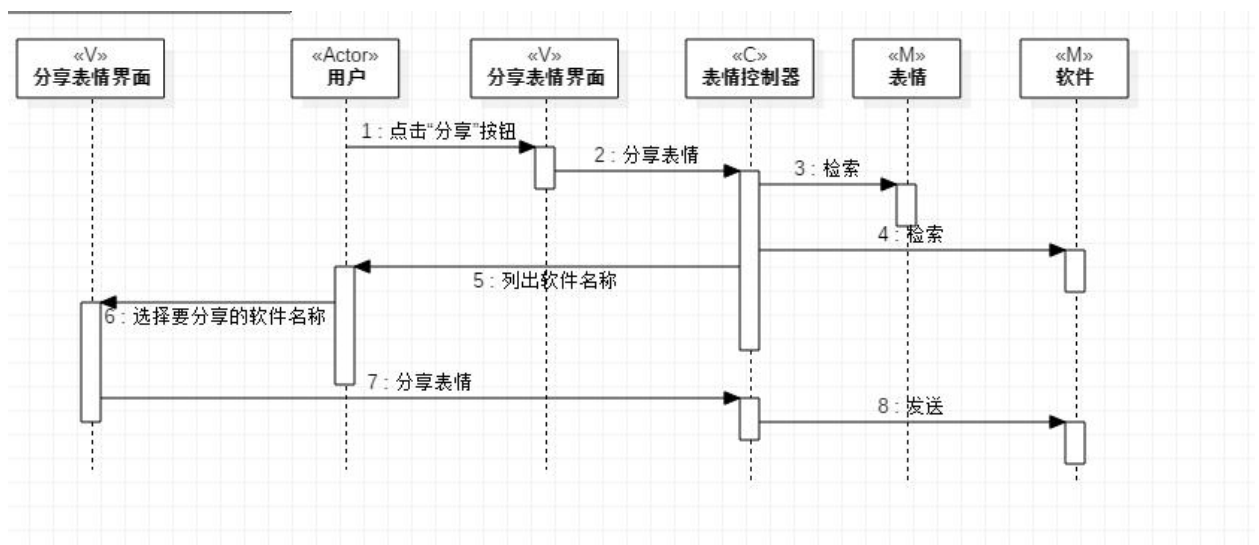 «V»
分享表情界面
«Actor»
用户
«V»
分享表情界面
«C»
表情控制器
«M»
表情
«M»
软件
1 : 点击“分享”按钮
2 : 分享表情
3 : 检索
4 : 检索
5 : 列出软件名称
6 : 选择要分享的软件名称
7 : 分享表情
8 : 发送